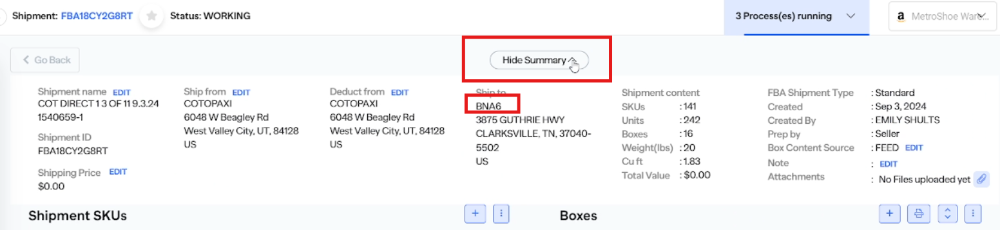 Shipment: FBA18CY2G8RT Status: WORKING 3 Process(es) running a MetroShoe Ware...
Go Back Hide Summary
Shipment name EDIT
COT DIRECT 1 3 OF 11 9.3.24
1540659-1
Shipment ID
FBA18CY2G8RT
Shipping Price EDIT
$0.00
Ship from EDIT
COTOPAXI
6048 W Beagley Rd
West Valley City, UT, 84128
US
Deduct from EDIT
COTOPAXI
6048 W Beagley Rd
West Valley City, UT, 84128
US
Ship to
BNA6
3875 GUTHRIE HWY
CLARKSVILLE, TN, 37040-
5502
US
Shipment content
SKUs : 141
Units : 242
Boxes : 16
Weight(lbs) : 20
Cu ft : 1.83
Total Value : $0.00
FBA Shipment Type : Standard
Created : Sep 3, 2024
Created By : EMILY SHULTS
Prep by : Seller
Box Content Source : FEED EDIT
Note : EDIT
Attachments : No Files uploaded yet
Shipment SKUs Boxes